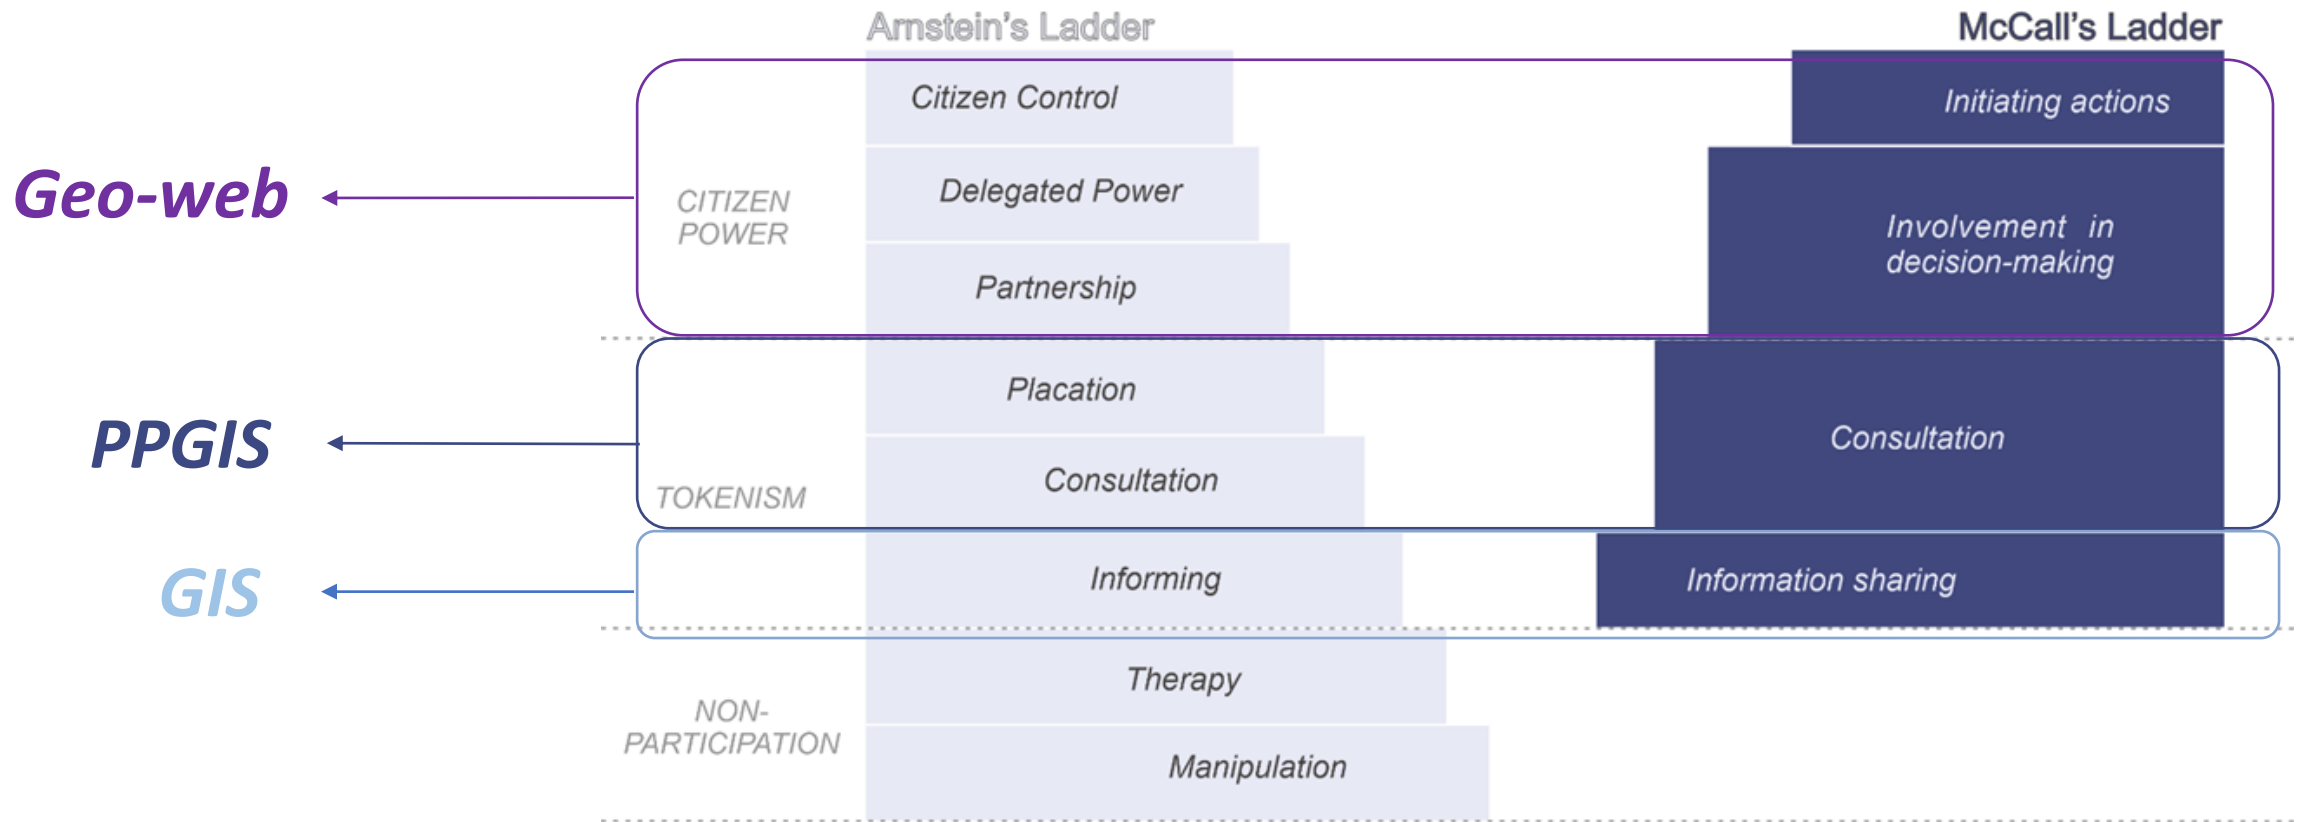 Arnstein's Ladder
McCall's Ladder
Citizen Control
Initiating actions
Geo-web
CITIZEN
POWER
Delegated Power
Involvement in
decision-making
Partnership
PPGIS
Placation
Consultation
TOKENISM
Consultation
GIS
Informing
Information sharing
NON-
PARTICIPATION
Therapy
Manipulation